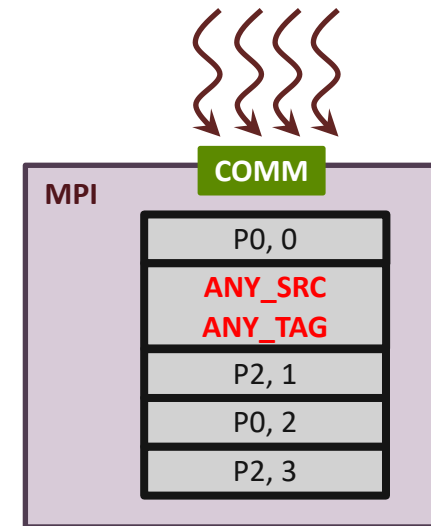 COMM
MPI
P0, 0
ANY_SRC
ANY_TAG
P2, 1
P0, 2
P2, 3